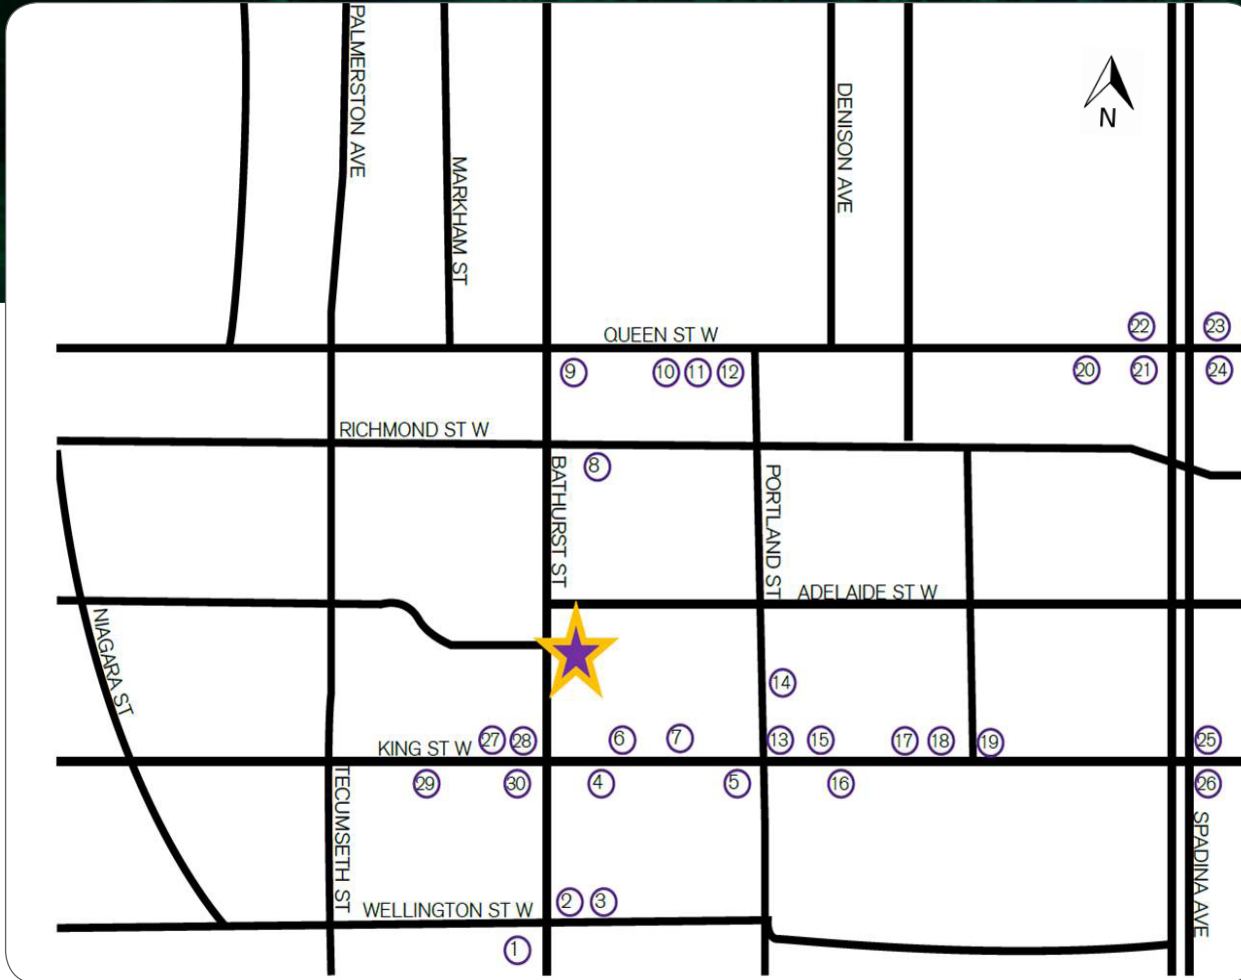 PALMERSTON AVE
MARKHAM ST
DENISON AVE
N
QUEEN ST W
22
23
9
10
11
12
20
21
24
RICHMOND ST W
8
BATHURST ST
PORTLAND ST
ADELAIDE ST W
NIAGARA ST
14
KING ST W
27
28
6
7
13
15
17
18
19
25
29
30
4
5
16
26
TECUMSETH ST
SPADINA AVE
WELLINGTON ST W
2
3
1